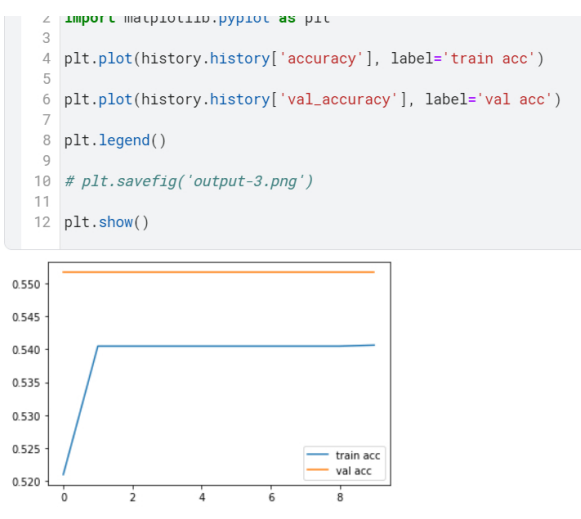 2 import matplotlib.pyplot as plt
3
4 plt.plot(history.history['accuracy'], label='train acc')
5
6 plt.plot(history.history['val_accuracy'], label='val acc')
7
8 plt.legend()
9
10 # plt.savefig('output-3.png')
11
12 plt.show()
0.550
0.545
0.540
0.535
0.530
0.525
0.520
train acc
val acc
0 2 4 6 8